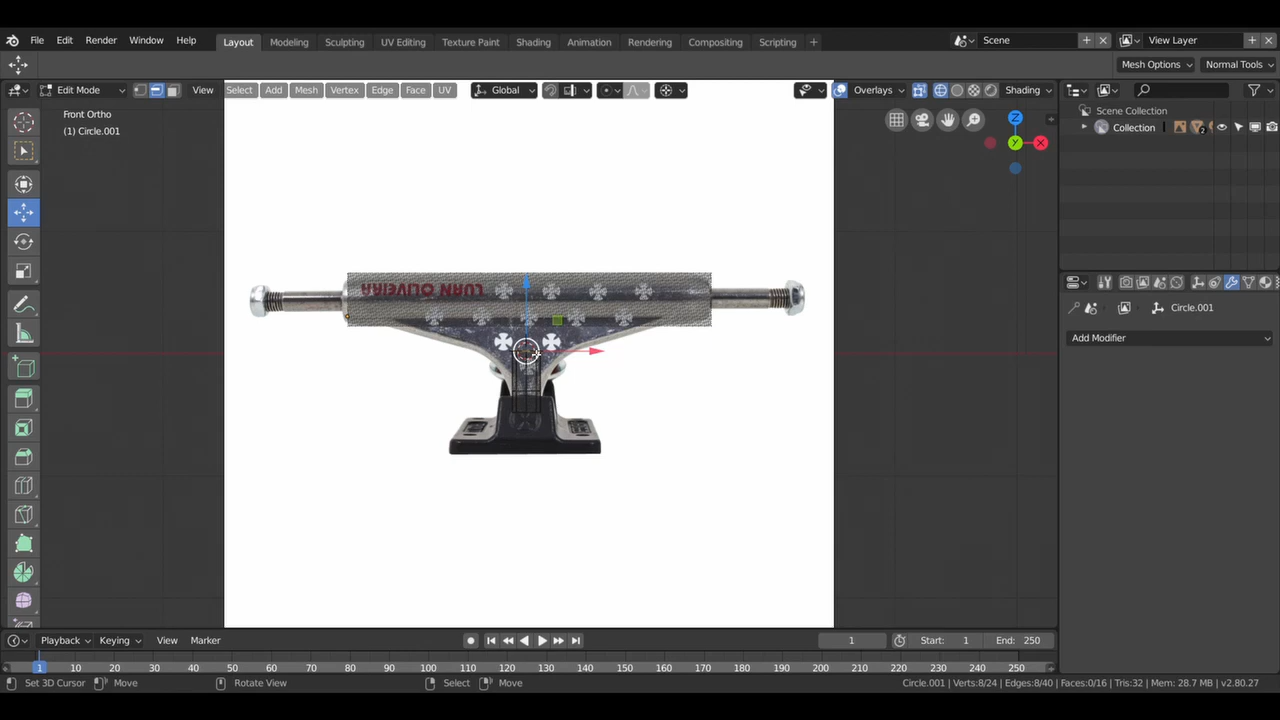 File Edit Render Window Help Layout Modeling Sculpting UV Editing Texture Paint Shading Animation Rendering Compositing Scripting + Scene View Layer
Mesh Options Normal Tools
Edit Mode View Select Add Mesh Vertex Edge Face UV Global Overlays Shading
Front Ortho
(1) Circle.001
Scene Collection
Collection 2
Z
Y X
Circle.001
Add Modifier
LUAN OLIVEIRA
Playback Keying View Marker 1 Start: 1 End: 250
1 10 20 30 40 50 60 70 80 90 100 110 120 130 140 150 160 170 180 190 200 210 220 230 240 250
Set 3D Cursor Move Rotate View Select Move Circle.001 | Verts:8/24 | Edges:8/40 | Faces:0/16 | Tris:32 | Mem: 28.7 MB | v2.80.27